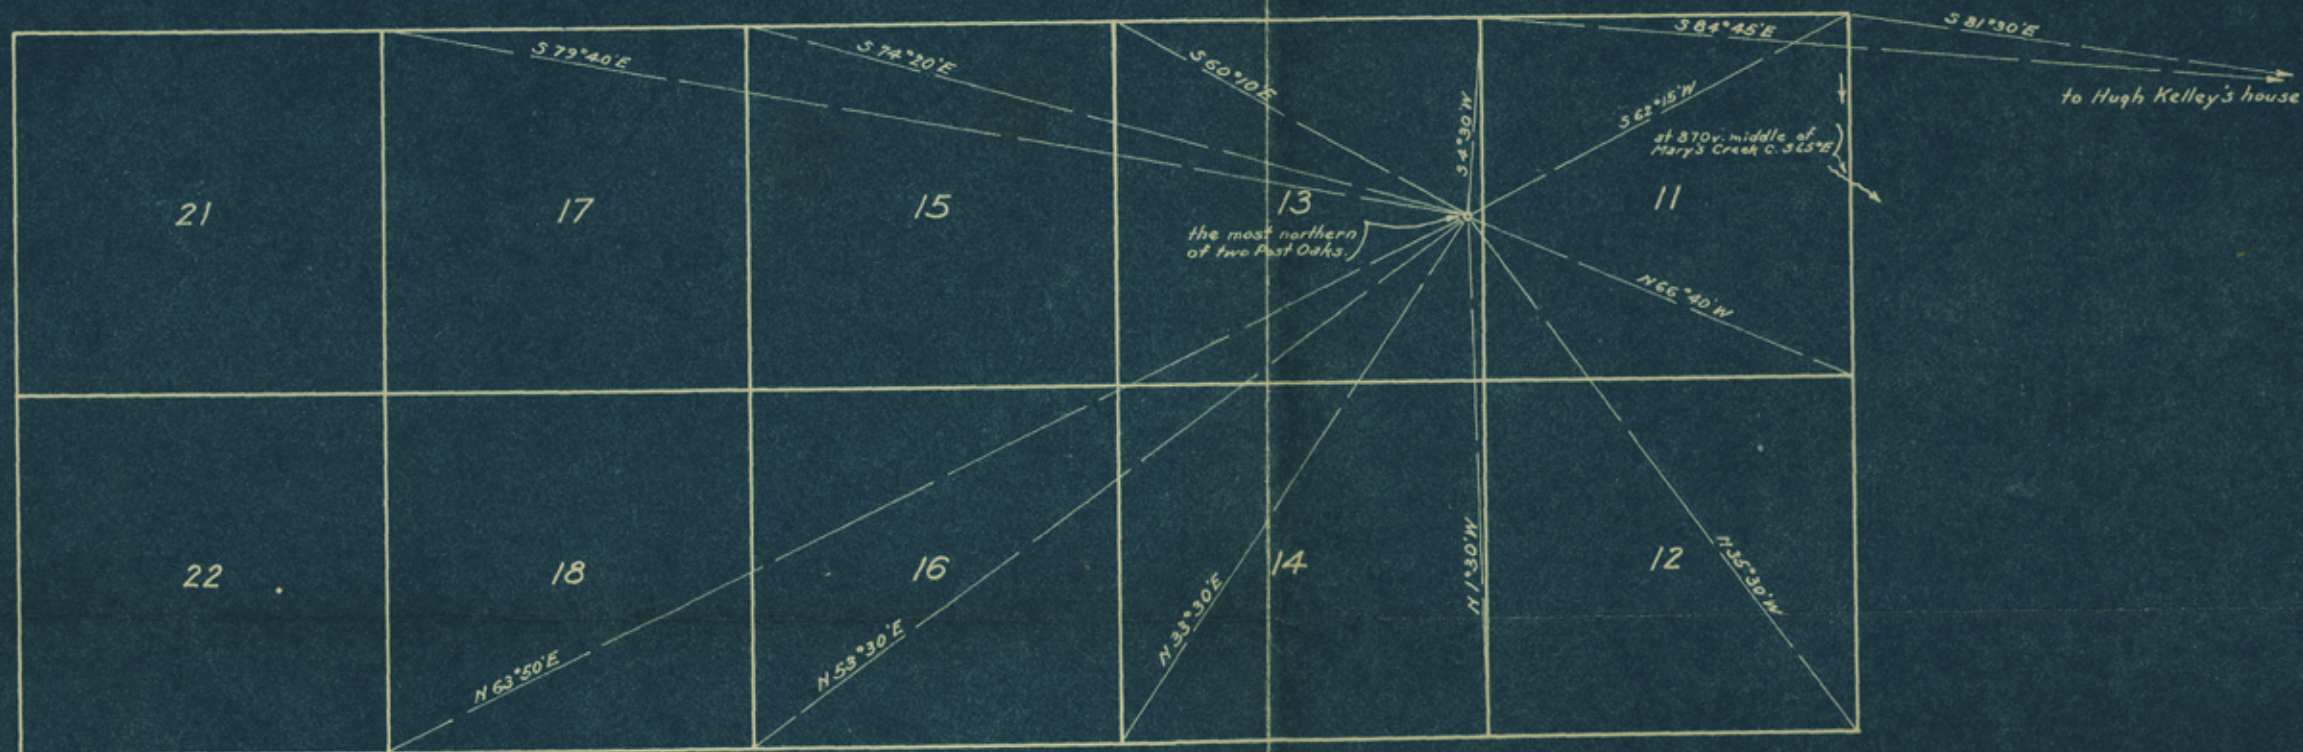 S 79°40'E
S 74°20'E
S 60°10'E
S 84°45'E
S 81°30'E
to Hugh Kelley's house
S 4°30'W
S 62°15'W
at 870 v. middle of
Mary's Creek C. S 65°E
21
17
15
13
11
the most northern
of two Post Oaks.
N 66°40'W
22
18
16
14
12
N 63°50'E
N 53°30'E
N 33°30'E
N 1°30'W
N 35°30'W